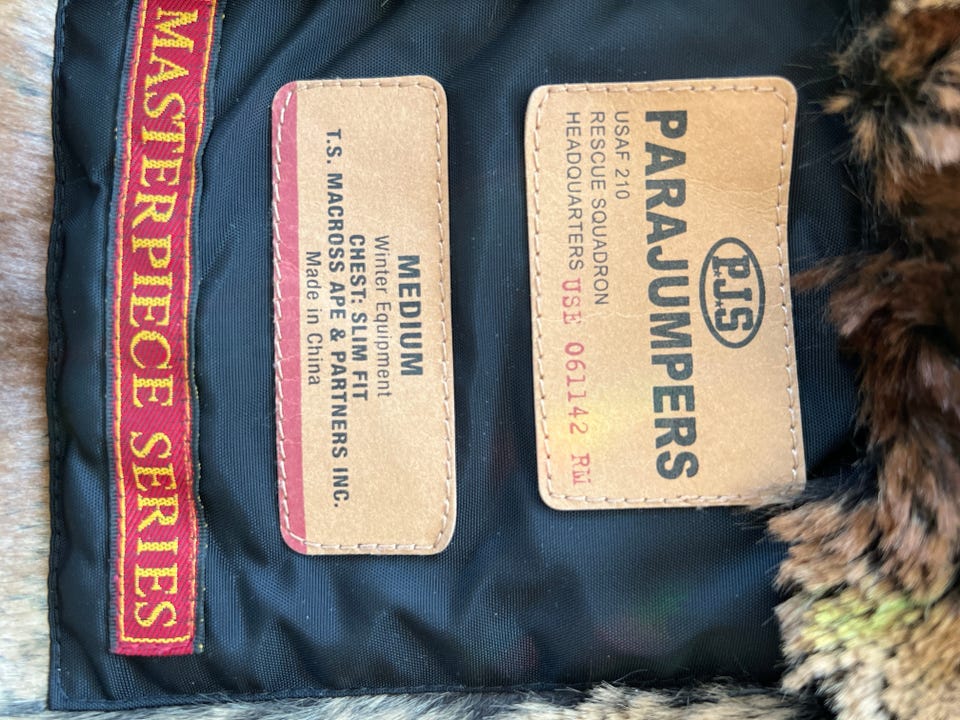 P.J.S
PARAJUMPERS
USAF 210
RESCUE SQUADRON
HEADQUARTERS USE 061142 RM
MEDIUM
Winter Equipment
CHEST: SLIM FIT
T.S. MACROSS APE & PARTNERS INC.
Made in China
MASTERPIECE SERIES